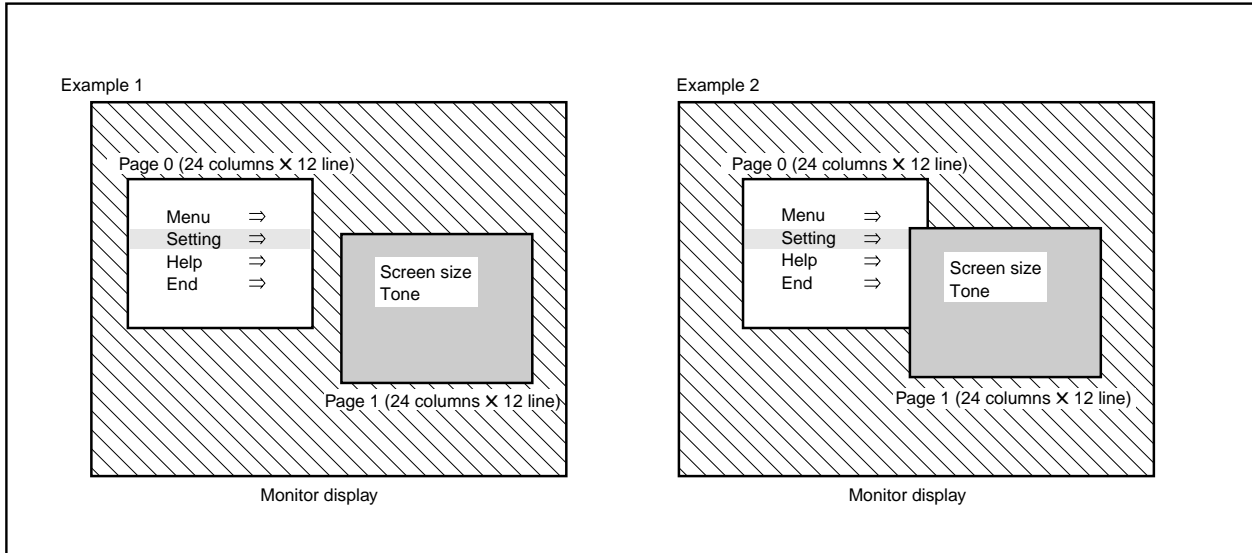 Example 1
Page 0 (24 columns ✕ 12 line)
Menu ⇒
Setting ⇒
Help ⇒
End ⇒
Screen size
Tone
Page 1 (24 columns ✕ 12 line)
Monitor display
Example 2
Page 0 (24 columns ✕ 12 line)
Menu ⇒
Setting ⇒
Help ⇒
End ⇒
Screen size
Tone
Page 1 (24 columns ✕ 12 line)
Monitor display